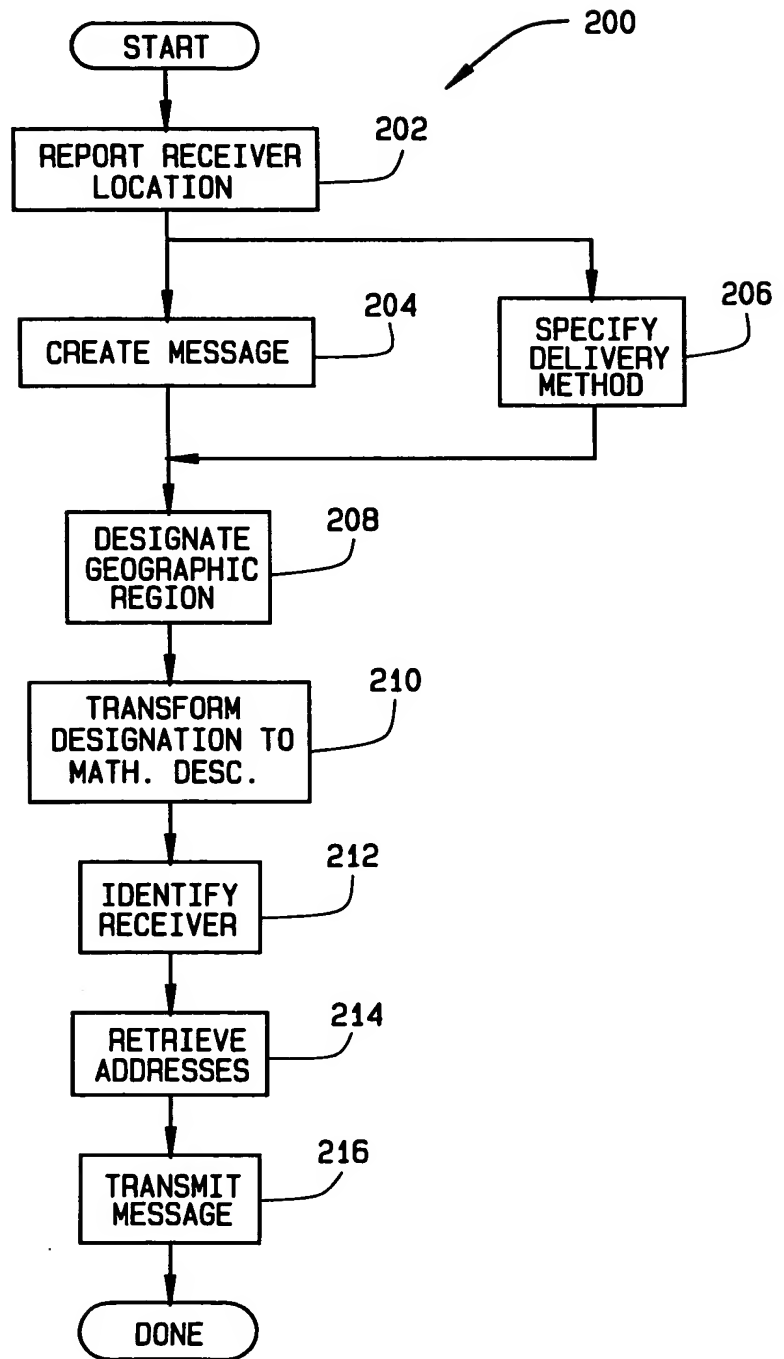 START
200
202
REPORT RECEIVER
LOCATION
204
CREATE MESSAGE
206
SPECIFY
DELIVERY
METHOD
208
DESIGNATE
GEOGRAPHIC
REGION
210
TRANSFORM
DESIGNATION TO
MATH. DESC.
212
IDENTIFY
RECEIVER
214
RETRIEVE
ADDRESSES
216
TRANSMIT
MESSAGE
DONE